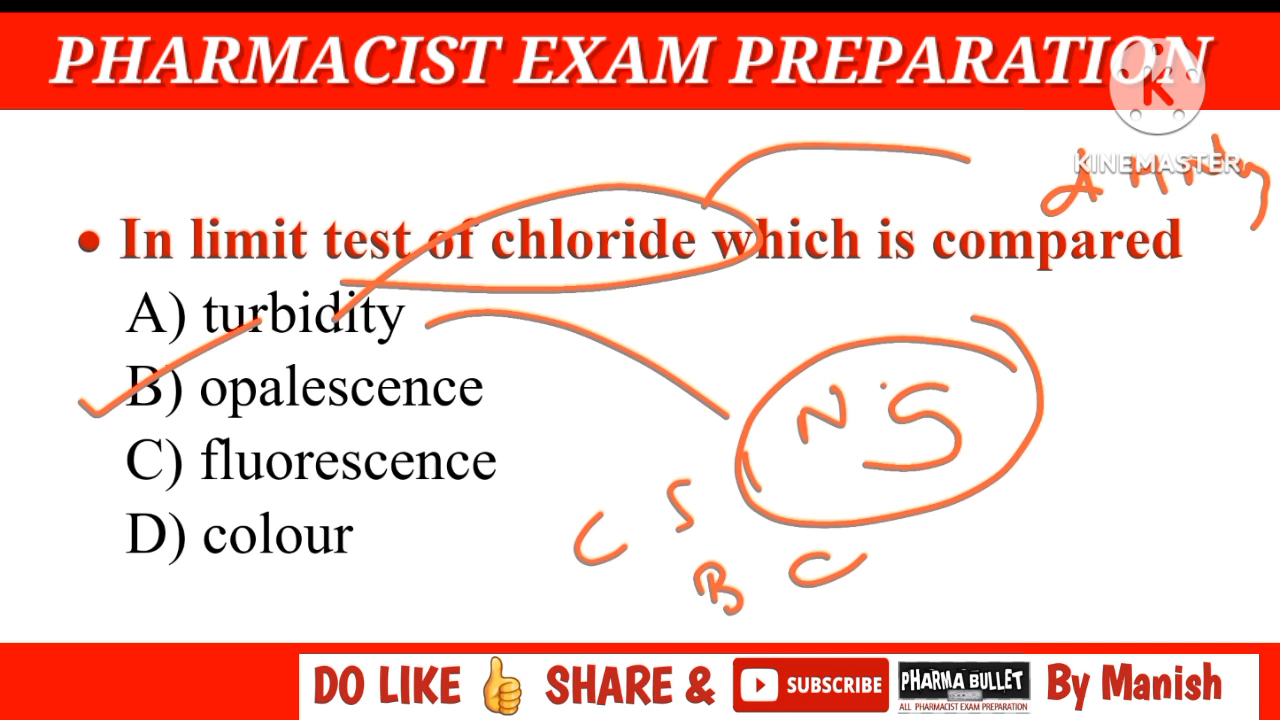 PHARMACIST EXAM PREPARATION
K
KINEMASTER
• In limit test of chloride which is compared
A) turbidity
B) opalescence
C) fluorescence
D) colour
N S
C S
B C
DO LIKE 👍 SHARE & SUBSCRIBE PHARMA BULLET By Manish
ALL PHARMACIST EXAM PREPARATION